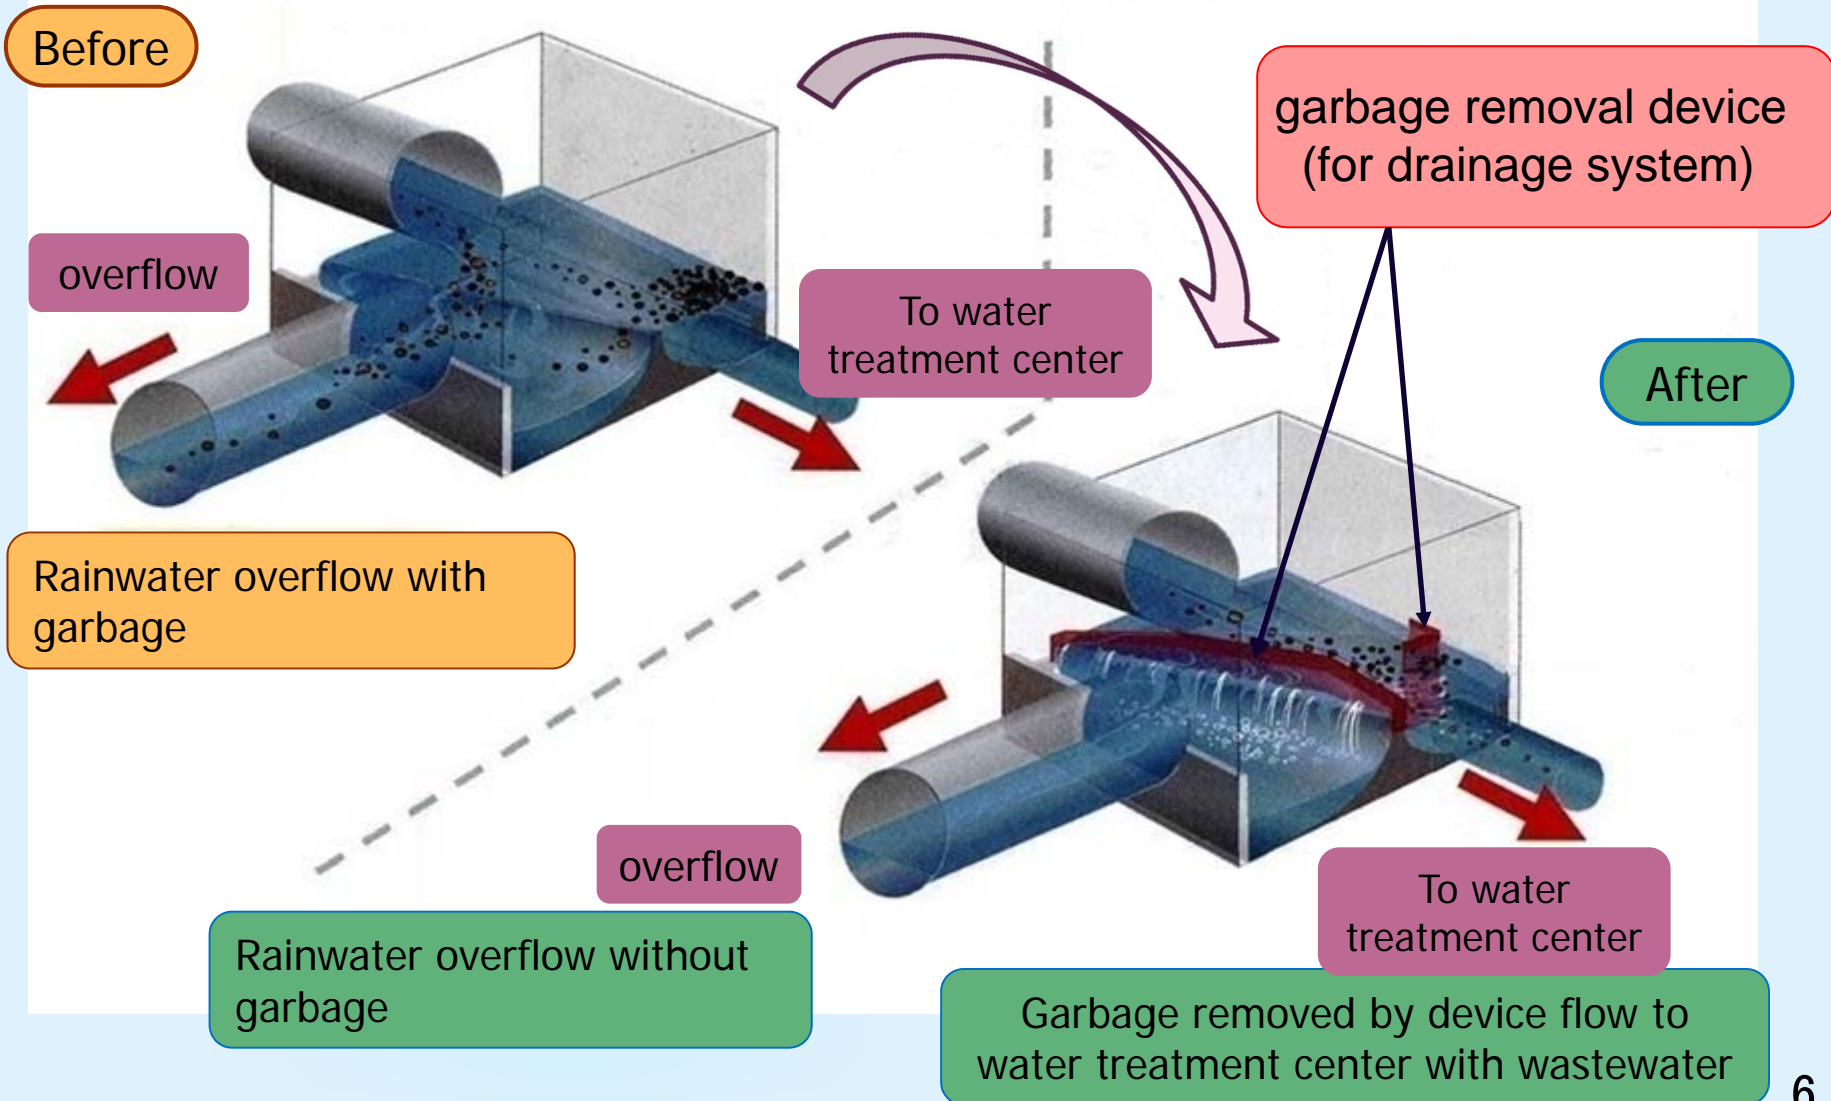 Before
garbage removal device
(for drainage system)
overflow
To water
treatment center
After
Rainwater overflow with
garbage
overflow
To water
treatment center
Rainwater overflow without
garbage
Garbage removed by device flow to
water treatment center with wastewater
6